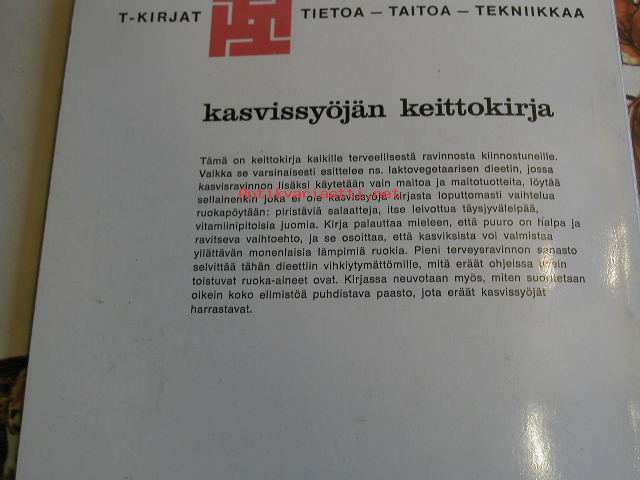 T-KIRJAT TIETOA — TAITOA — TEKNIIKKAA
kasvissyöjän keittokirja
Tämä on keittokirja kaikille terveellisestä ravinnosta kiinnostuneille.
Vaikka se varsinaisesti esittelee ns. laktovegetaarisen dieetin, jossa
kasvisravinnon lisäksi käytetään vain maitoa ja maitotuotteita, löytää
antikvariaatti.net
sellainenkin joka ei ole kasvissyöjä kirjasta loputtomasti vaihtelua
ruokapöytään: piristäviä salaatteja, itse leivottua täysjyväleipää,
vitamiinipitoisia juomia. Kirja palauttaa mieleen, että puuro on halpa ja
ravitseva vaihtoehto, ja se osoittaa, että kasviksista voi valmistaa
yllättävän monenlaisia lämpimiä ruokia. Pieni terveysravinnon sanasto
selvittää tähän dieettiin vihkiytymättömille, mitä eräät ohjeissa usein
toistuvat ruoka-aineet ovat. Kirjassa neuvotaan myös, miten suoritetaan
oikein koko elimistöä puhdistava paasto, jota eräät kasvissyöjät
harrastavat.